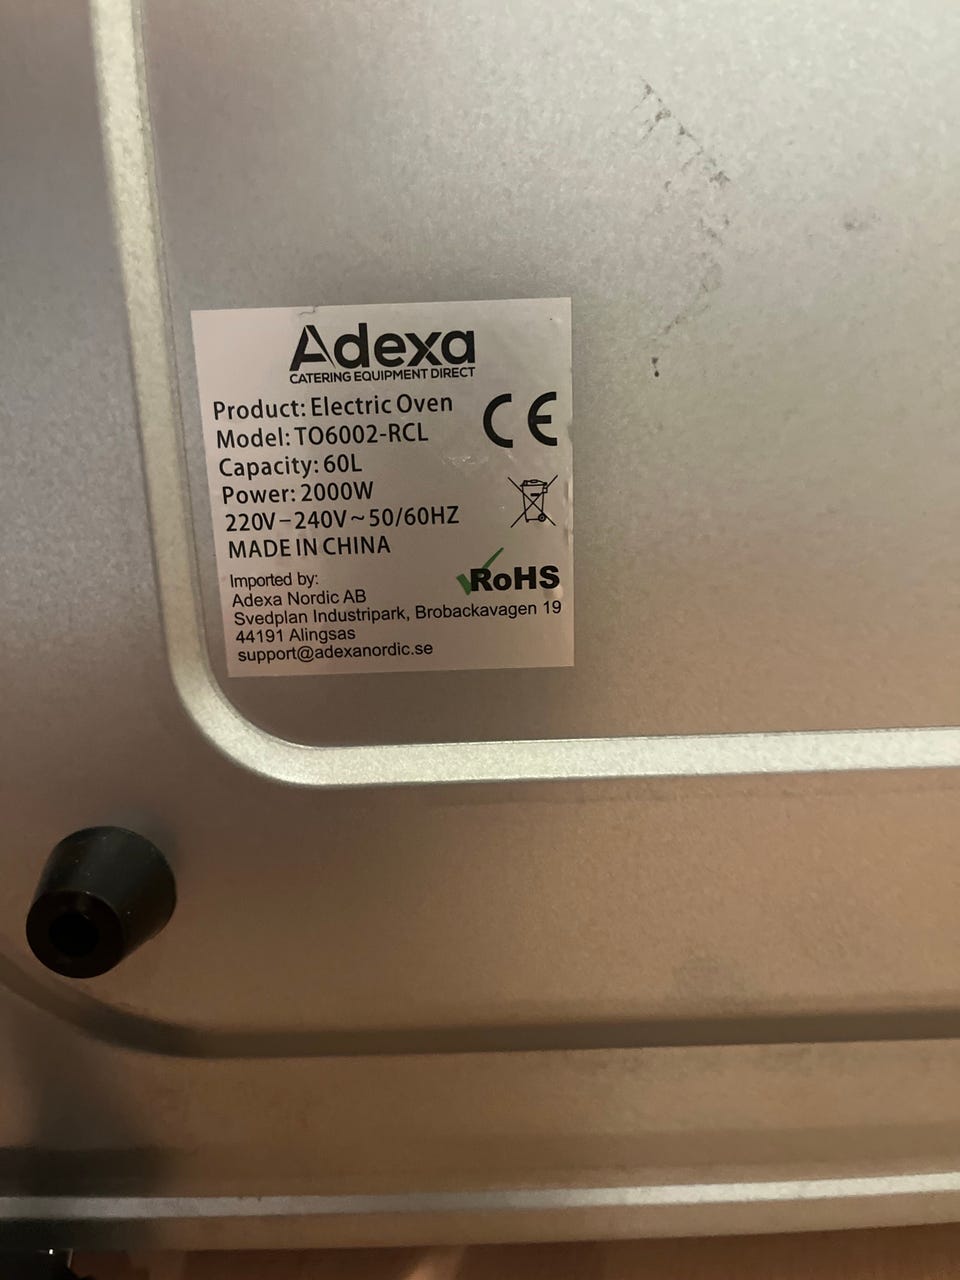 Adexa
CATERING EQUIPMENT DIRECT
Product: Electric Oven
Model: TO6002-RCL
Capacity: 60L
Power: 2000W
220V-240V~50/60HZ
MADE IN CHINA
CE
RoHS
Imported by:
Adexa Nordic AB
Svedplan Industripark, Brobackavagen 19
44191 Alingsas
support@adexanordic.se